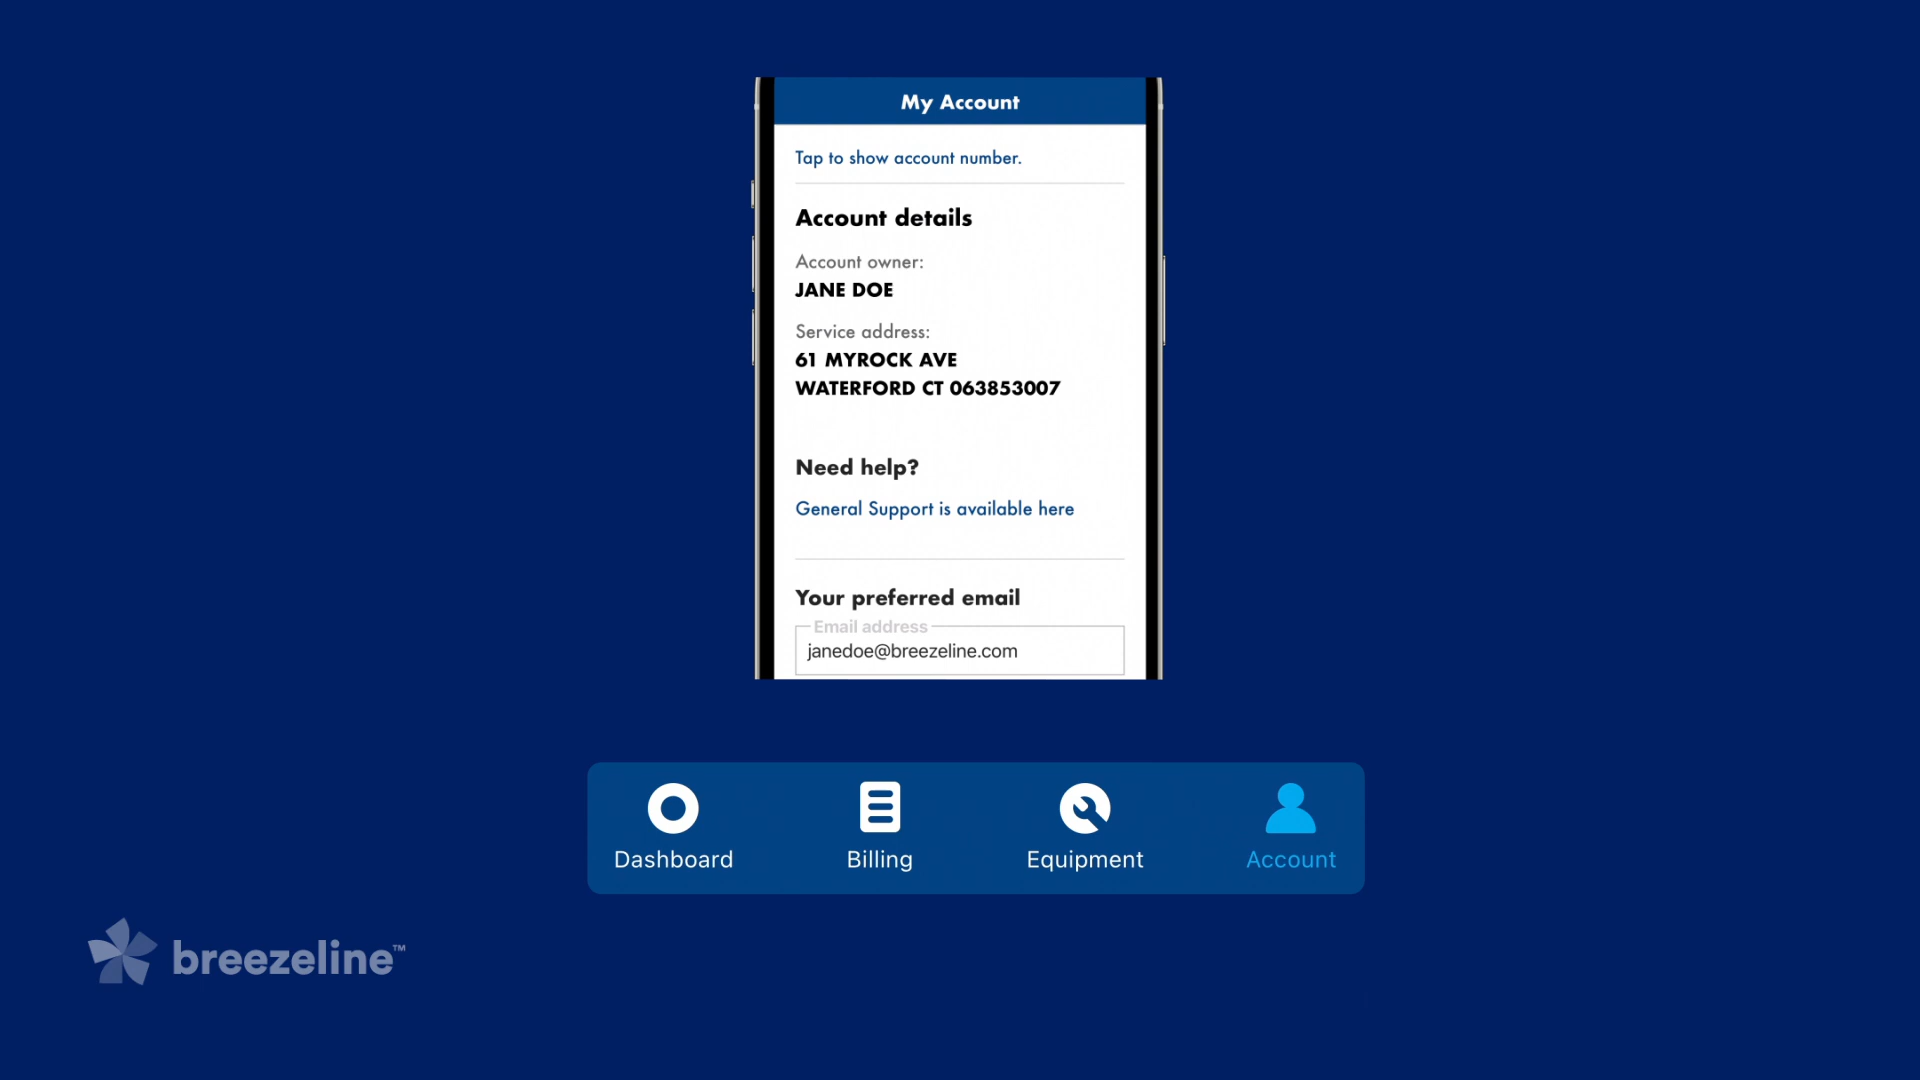 My Account
Tap to show account number.
Account details
Account owner:
JANE DOE
Service address:
61 MYROCK AVE
WATERFORD CT 063853007
Need help?
General Support is available here
Your preferred email
Email address
janedoe@breezeline.com
Dashboard
Billing
Equipment
Account
breezeline™